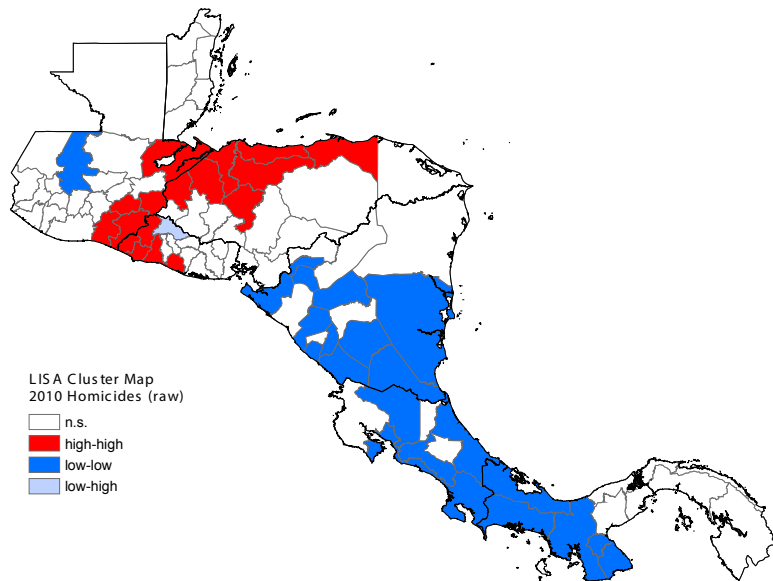 LISA Cluster Map
2010 Homicides (raw)
n.s.
high-high
low-low
low-high